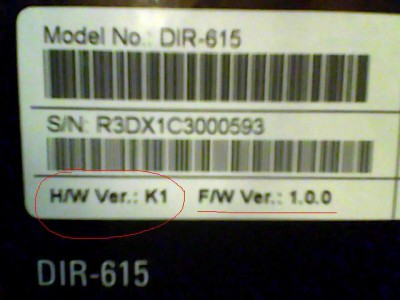 Model No.: DIR-615
S/N: R3DX1C3000593
H/W Ver.: K1 F/W Ver.: 1.0.0
DIR-615